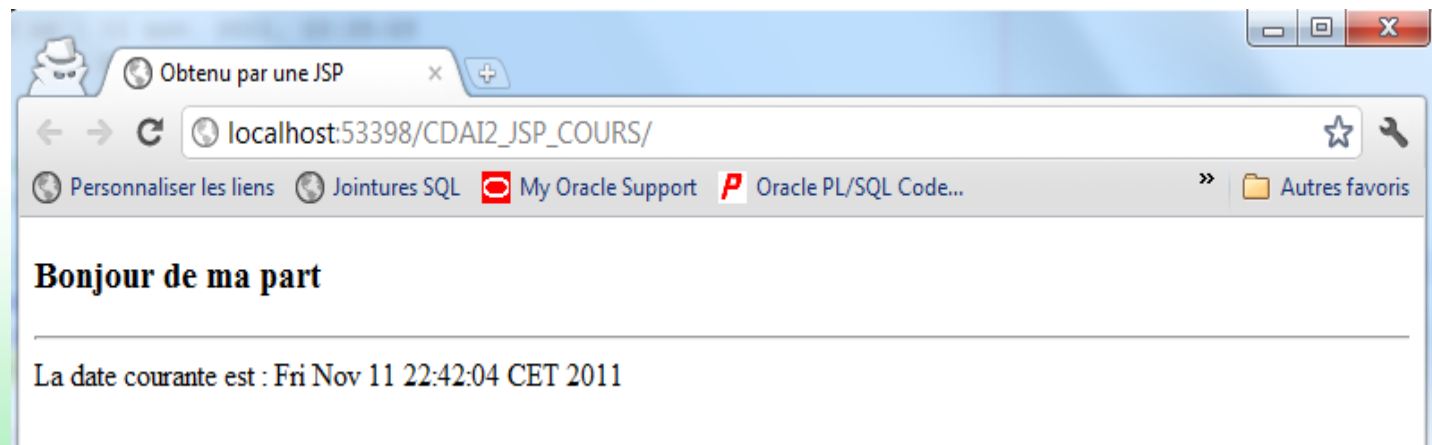 Obtenu par une JSP
localhost:53398/CDAI2_JSP_COURS/
Personnaliser les liens Jointures SQL My Oracle Support P Oracle PL/SQL Code... » Autres favoris
Bonjour de ma part
La date courante est : Fri Nov 11 22:42:04 CET 2011